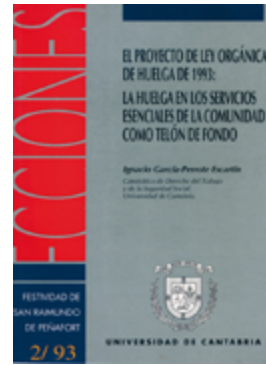 ECCIONES
EL PROYECTO DE LEY ORGÁNICA
DE HUELGA DE 1993:
LA HUELGA EN LOS SERVICIOS
ESENCIALES DE LA COMUNIDAD
COMO TELÓN DE FONDO
Ignacio García-Perrote Escartín
Catedrático de Derecho del Trabajo
y de la Seguridad Social
Universidad de Cantabria
FESTIVIDAD DE
SAN RAIMUNDO
DE PEÑAFORT
2/ 93
UNIVERSIDAD DE CANTABRIA